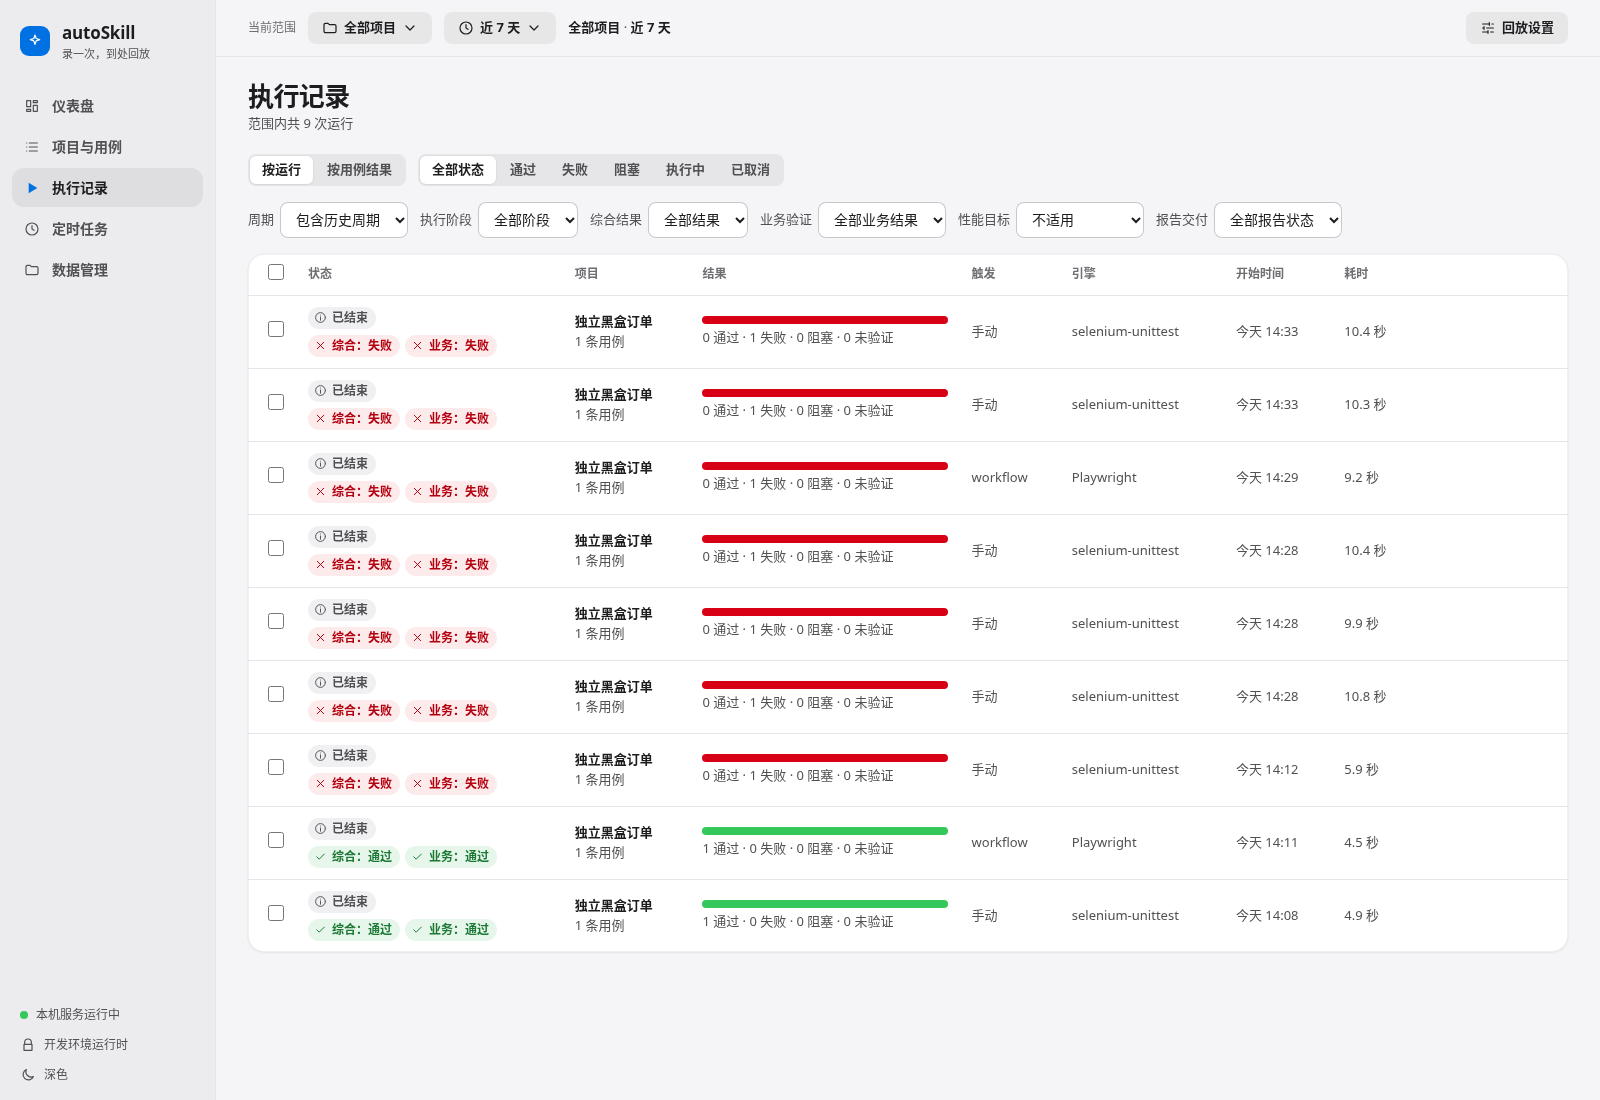 autoSkill
录一次，到处回放
仪表盘
项目与用例
执行记录
定时任务
数据管理
本机服务运行中
开发环境运行时
深色
当前范围 全部项目 近 7 天 全部项目 · 近 7 天 回放设置
执行记录
范围内共 9 次运行
按运行 按用例结果 全部状态 通过 失败 阻塞 执行中 已取消
周期 包含历史周期 执行阶段 全部阶段 综合结果 全部结果 业务验证 全部业务结果 性能目标 不适用 报告交付 全部报告状态
状态 项目 结果 触发 引擎 开始时间 耗时
已结束
综合：失败 业务：失败
独立黑盒订单
1 条用例
0 通过 · 1 失败 · 0 阻塞 · 0 未验证
手动 selenium-unittest 今天 14:33 10.4 秒
已结束
综合：失败 业务：失败
独立黑盒订单
1 条用例
0 通过 · 1 失败 · 0 阻塞 · 0 未验证
手动 selenium-unittest 今天 14:33 10.3 秒
已结束
综合：失败 业务：失败
独立黑盒订单
1 条用例
0 通过 · 1 失败 · 0 阻塞 · 0 未验证
workflow Playwright 今天 14:29 9.2 秒
已结束
综合：失败 业务：失败
独立黑盒订单
1 条用例
0 通过 · 1 失败 · 0 阻塞 · 0 未验证
手动 selenium-unittest 今天 14:28 10.4 秒
已结束
综合：失败 业务：失败
独立黑盒订单
1 条用例
0 通过 · 1 失败 · 0 阻塞 · 0 未验证
手动 selenium-unittest 今天 14:28 9.9 秒
已结束
综合：失败 业务：失败
独立黑盒订单
1 条用例
0 通过 · 1 失败 · 0 阻塞 · 0 未验证
手动 selenium-unittest 今天 14:28 10.8 秒
已结束
综合：失败 业务：失败
独立黑盒订单
1 条用例
0 通过 · 1 失败 · 0 阻塞 · 0 未验证
手动 selenium-unittest 今天 14:12 5.9 秒
已结束
综合：通过 业务：通过
独立黑盒订单
1 条用例
1 通过 · 0 失败 · 0 阻塞 · 0 未验证
workflow Playwright 今天 14:11 4.5 秒
已结束
综合：通过 业务：通过
独立黑盒订单
1 条用例
1 通过 · 0 失败 · 0 阻塞 · 0 未验证
手动 selenium-unittest 今天 14:08 4.9 秒